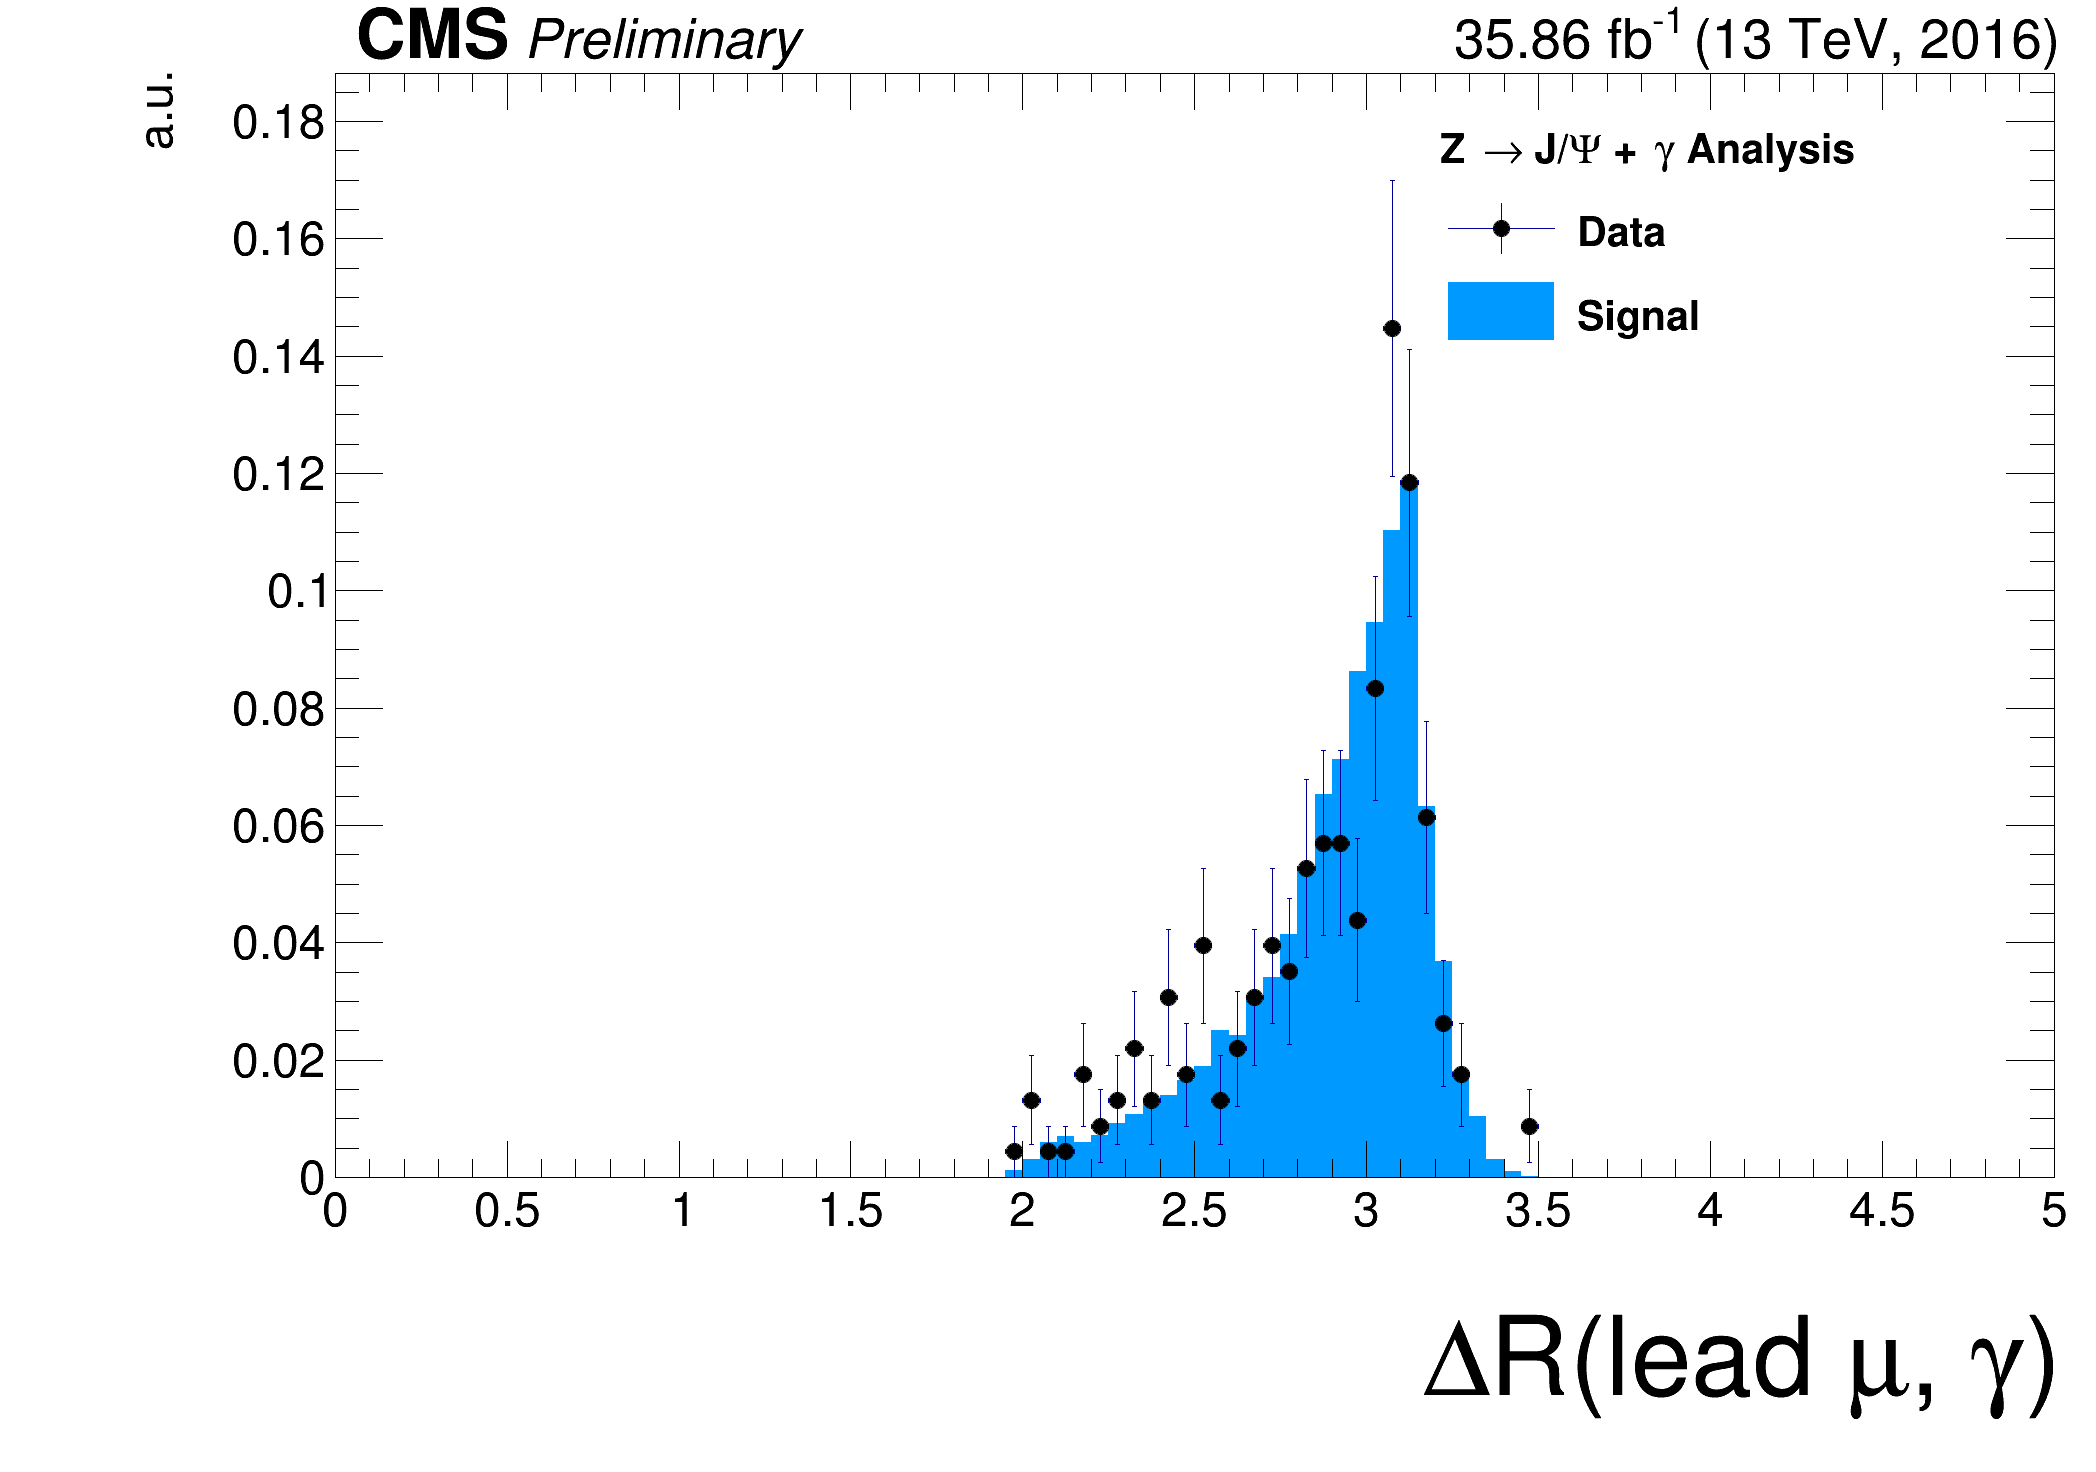 CMS Preliminary 35.86 fb⁻¹ (13 TeV, 2016)
a.u.
Z → J/Ψ + γ Analysis
Data
Signal
0.18
0.16
0.14
0.12
0.1
0.08
0.06
0.04
0.02
0
0 0.5 1 1.5 2 2.5 3 3.5 4 4.5 5
ΔR(lead μ, γ)